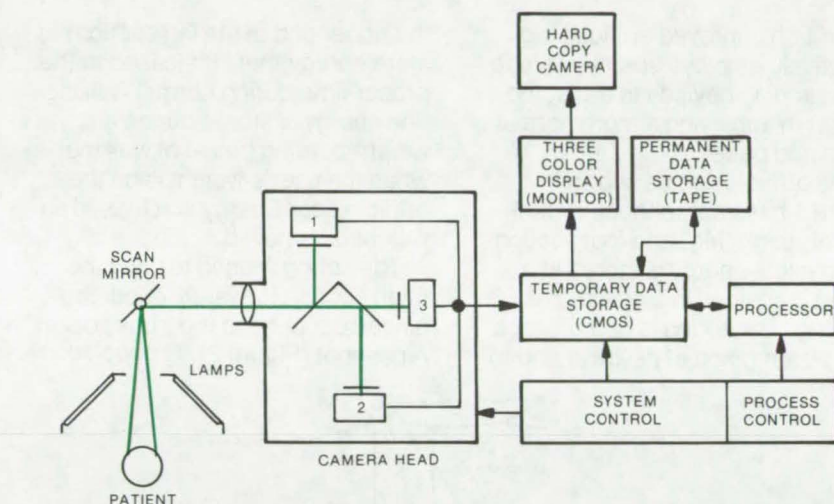 HARD
COPY
CAMERA
THREE
COLOR
DISPLAY
(MONITOR)
PERMANENT
DATA
STORAGE
(TAPE)
SCAN
MIRROR
1
3
2
TEMPORARY DATA
STORAGE
(CMOS)
PROCESSOR
LAMPS
SYSTEM
CONTROL
PROCESS
CONTROL
CAMERA HEAD
PATIENT